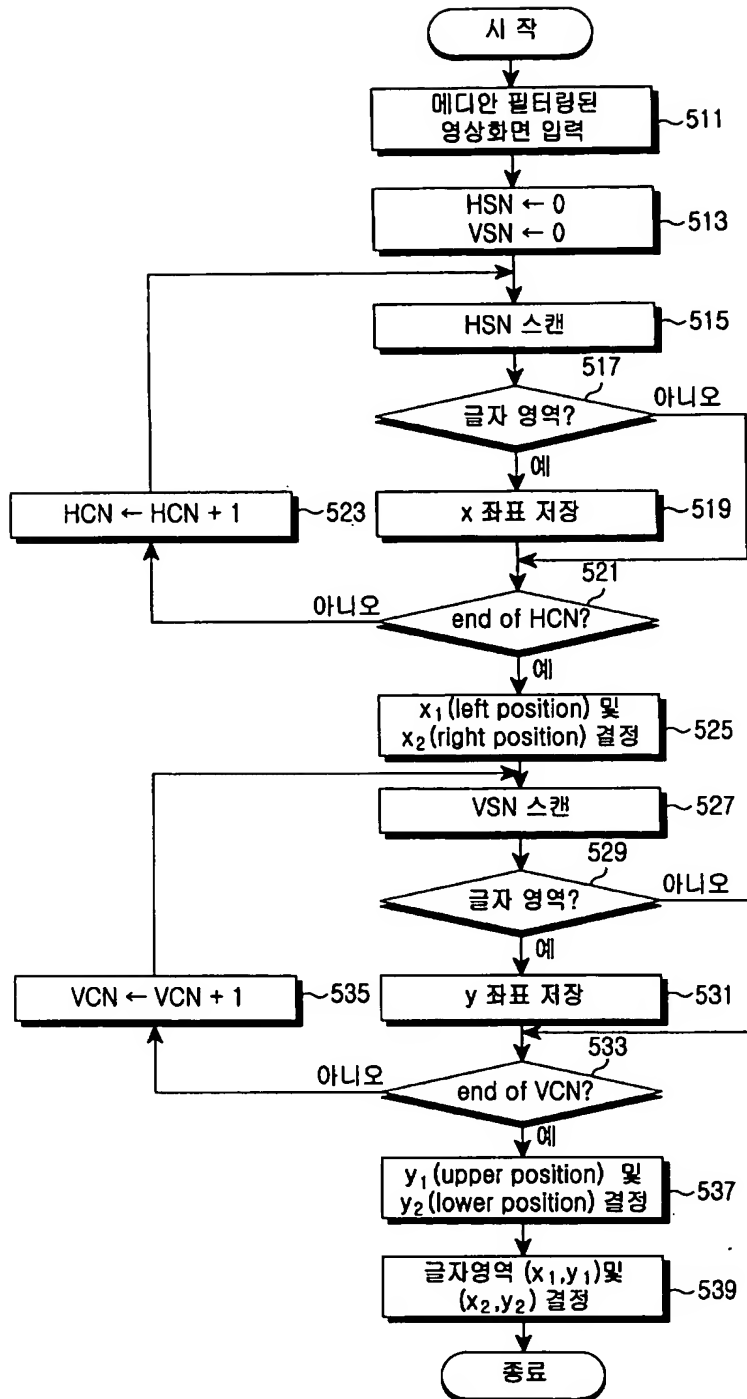 시 작
메디안 필터링된
영상화면 입력
511
HSN ← 0
VSN ← 0
513
HSN 스캔
515
517
글자 영역?
아니오
예
HCN ← HCN + 1
523
x 좌표 저장
519
521
end of HCN?
아니오
예
x₁(left position) 및
x₂(right position) 결정
525
VSN 스캔
527
529
글자 영역?
아니오
예
VCN ← VCN + 1
535
y 좌표 저장
531
533
end of VCN?
아니오
예
y₁(upper position) 및
y₂(lower position) 결정
537
글자영역 (x₁,y₁)및
(x₂,y₂) 결정
539
종료